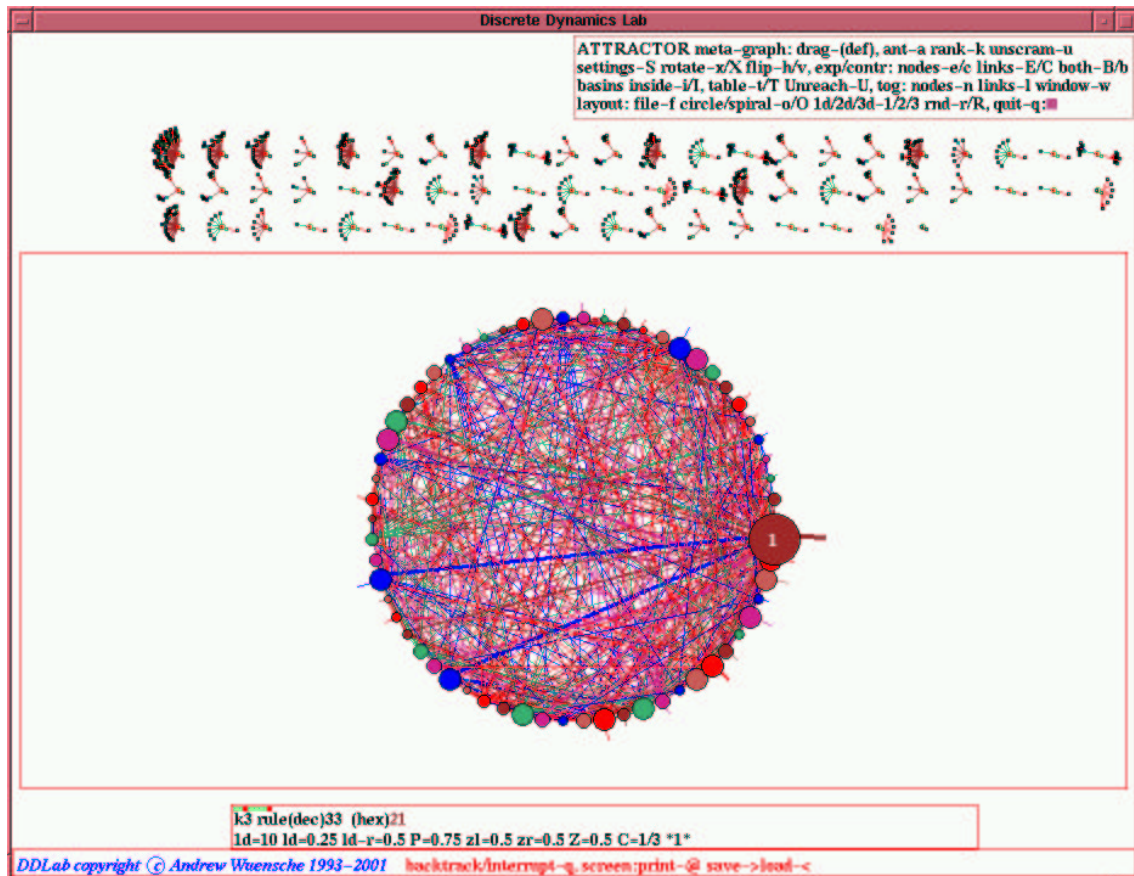 Discrete Dynamics Lab
ATTRACTOR meta-graph: drag-(def), ant-a rank-k unscram-u
settings-S rotate-x/X flip-h/v, exp/contr: nodes-e/c links-E/C both-B/b
basins inside-i/I, table-t/T Unreach-U, tog: nodes-n links-l window-w
layout: file-f circle/spiral-o/O 1d/2d/3d-1/2/3 rnd-r/R, quit-q:
1
k3 rule(dec)33 (hex)21
1d=10 ld=0.25 ld-r=0.5 P=0.75 zl=0.5 zr=0.5 Z=0.5 C=1/3 *1*
DDLab copyright © Andrew Wuensche 1993-2001 backtrack/interrupt-q, screen:print-@ save->load-<